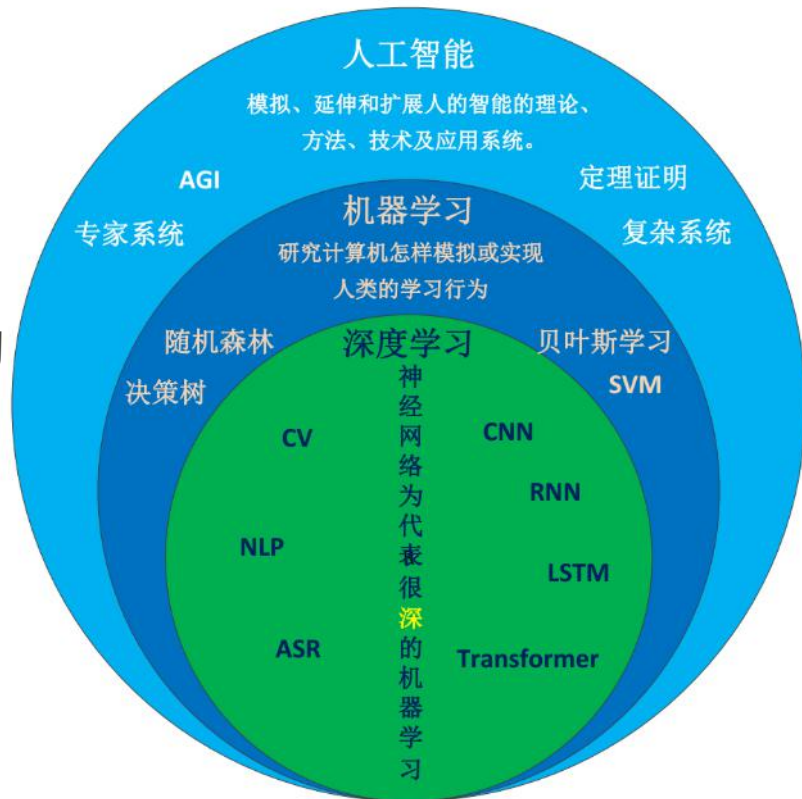 人工智能
模拟、延伸和扩展人的智能的理论、
方法、技术及应用系统。
AGI
定理证明
专家系统
复杂系统
机器学习
研究计算机怎样模拟或实现
人类的学习行为
随机森林
贝叶斯学习
决策树
SVM
深度学习
神经网络为代表很深的机器学习
CV
CNN
RNN
NLP
LSTM
ASR
Transformer